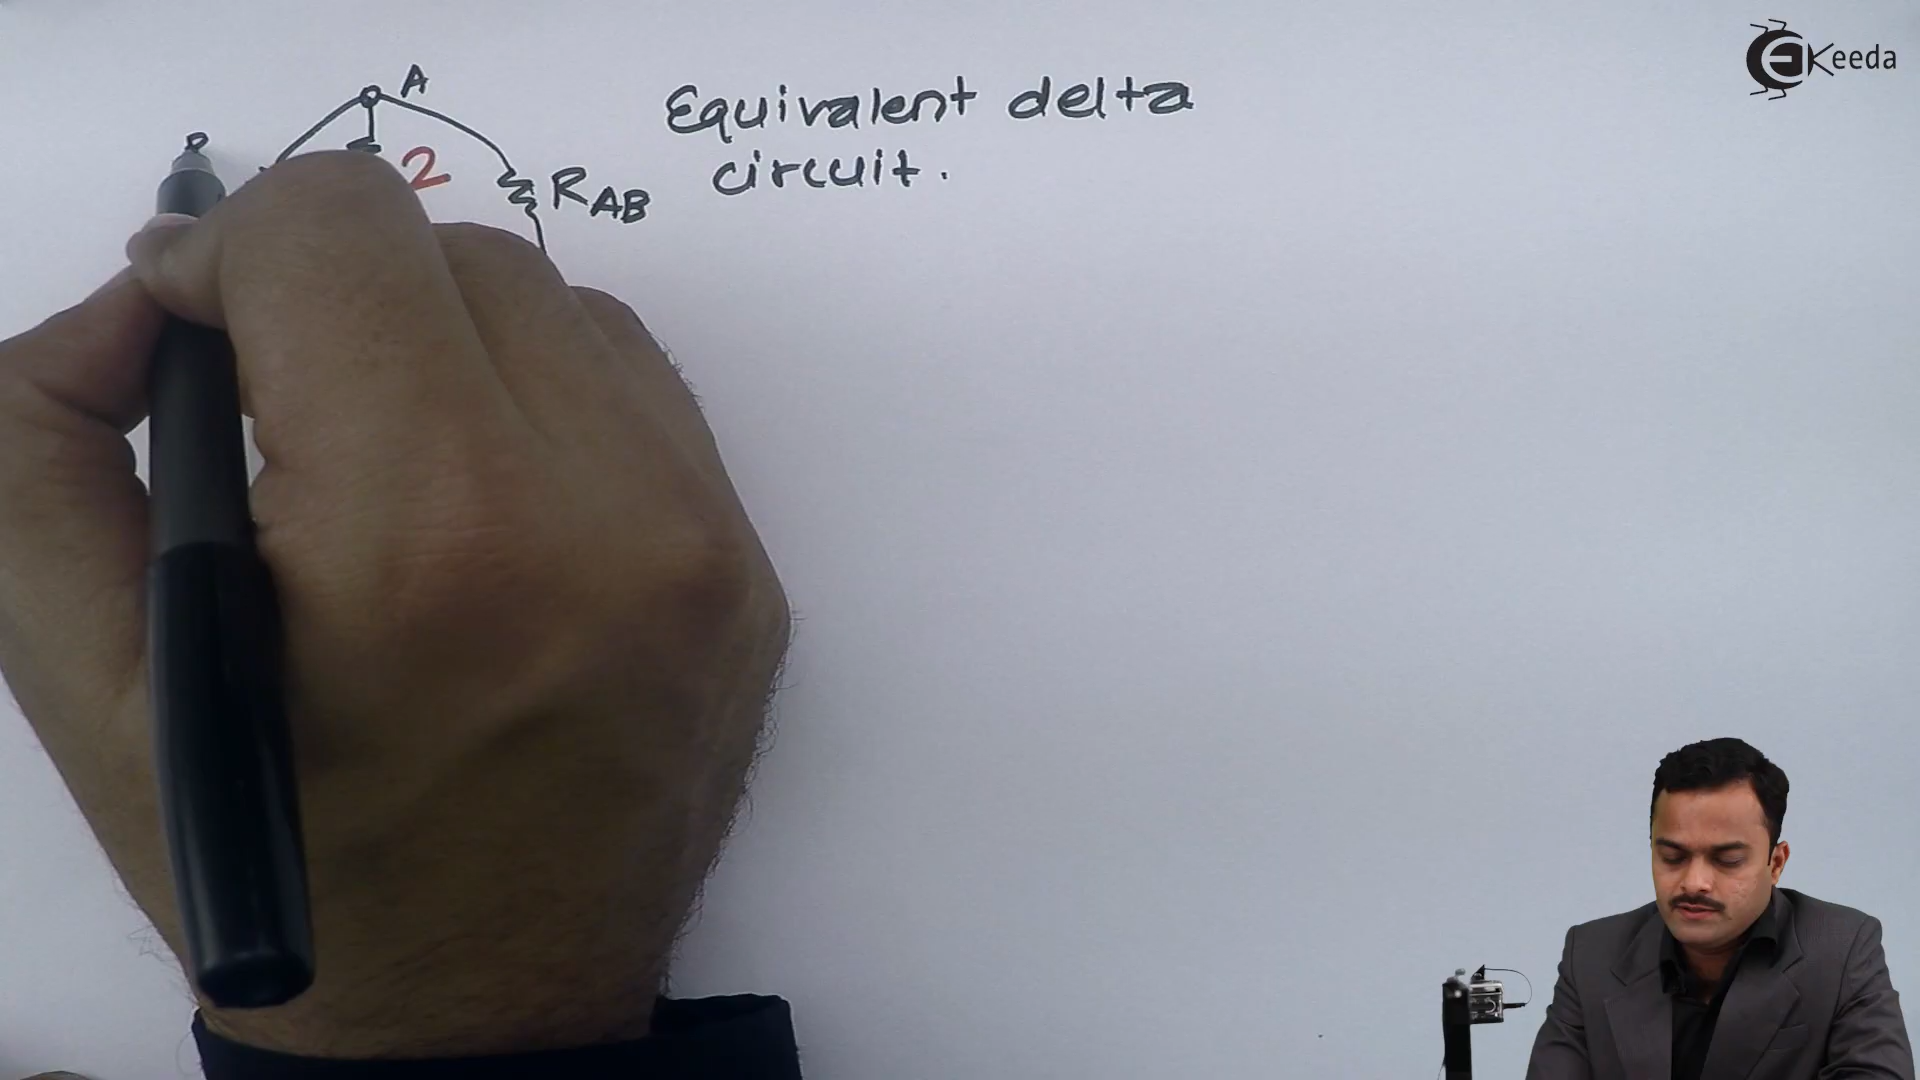 A
Equivalent delta
circuit.
2
RAB
Keeda